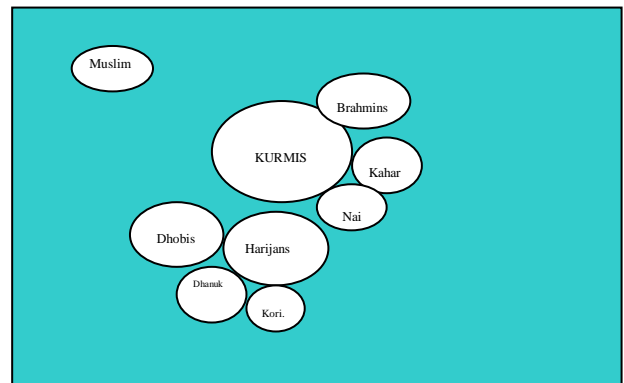 Muslim
Brahmins
KURMIS
Kahar
Nai
Dhobis
Harijans
Dhanuk
Kori.